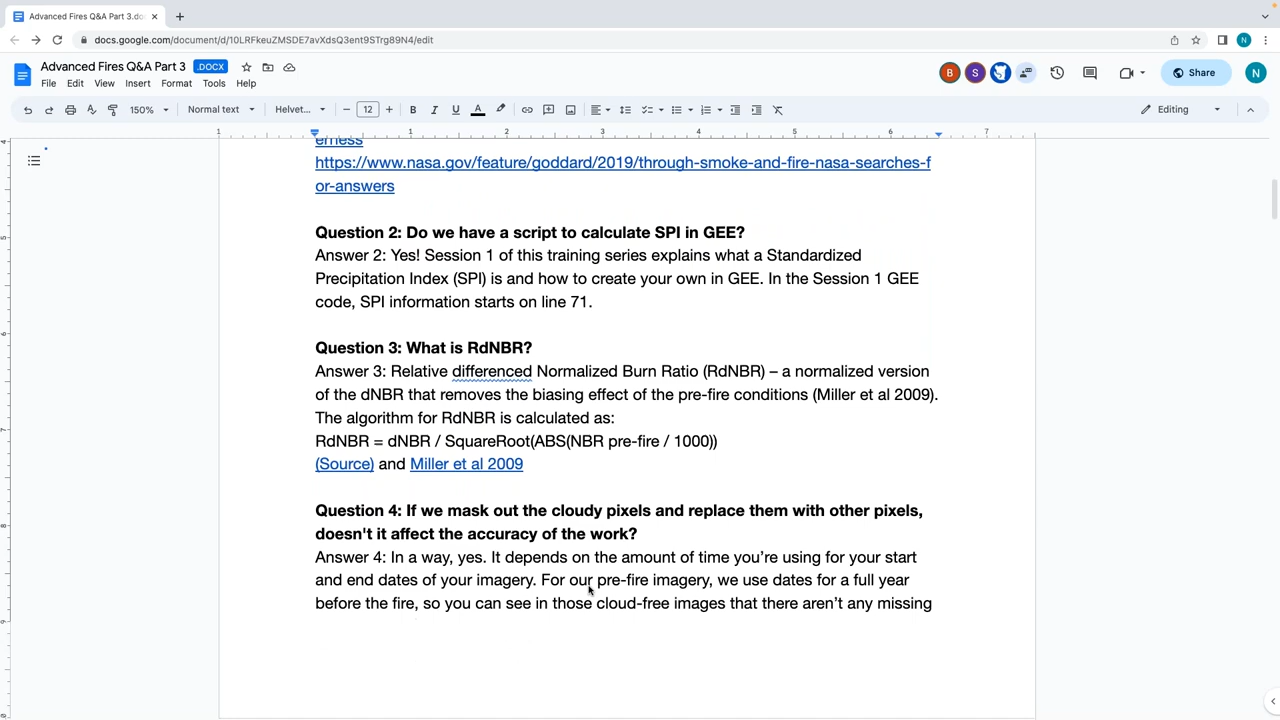 Advanced Fires Q&A Part 3.do
docs.google.com/document/d/10LRFkeuZMSDE7avXdsQ3ent9STrg89N4/edit
N
Advanced Fires Q&A Part 3 .DOCX
File Edit View Insert Format Tools Help
B S Share N
150% Normal text Helvet... 12 B I U A Editing
1 1 2 3 4 5 6 7
erness
https://www.nasa.gov/feature/goddard/2019/through-smoke-and-fire-nasa-searches-f
or-answers
Question 2: Do we have a script to calculate SPI in GEE?
Answer 2: Yes! Session 1 of this training series explains what a Standardized
Precipitation Index (SPI) is and how to create your own in GEE. In the Session 1 GEE
code, SPI information starts on line 71.
Question 3: What is RdNBR?
Answer 3: Relative differenced Normalized Burn Ratio (RdNBR) – a normalized version
of the dNBR that removes the biasing effect of the pre-fire conditions (Miller et al 2009).
The algorithm for RdNBR is calculated as:
RdNBR = dNBR / SquareRoot(ABS(NBR pre-fire / 1000))
(Source) and Miller et al 2009
Question 4: If we mask out the cloudy pixels and replace them with other pixels,
doesn't it affect the accuracy of the work?
Answer 4: In a way, yes. It depends on the amount of time you’re using for your start
and end dates of your imagery. For our pre-fire imagery, we use dates for a full year
before the fire, so you can see in those cloud-free images that there aren’t any missing